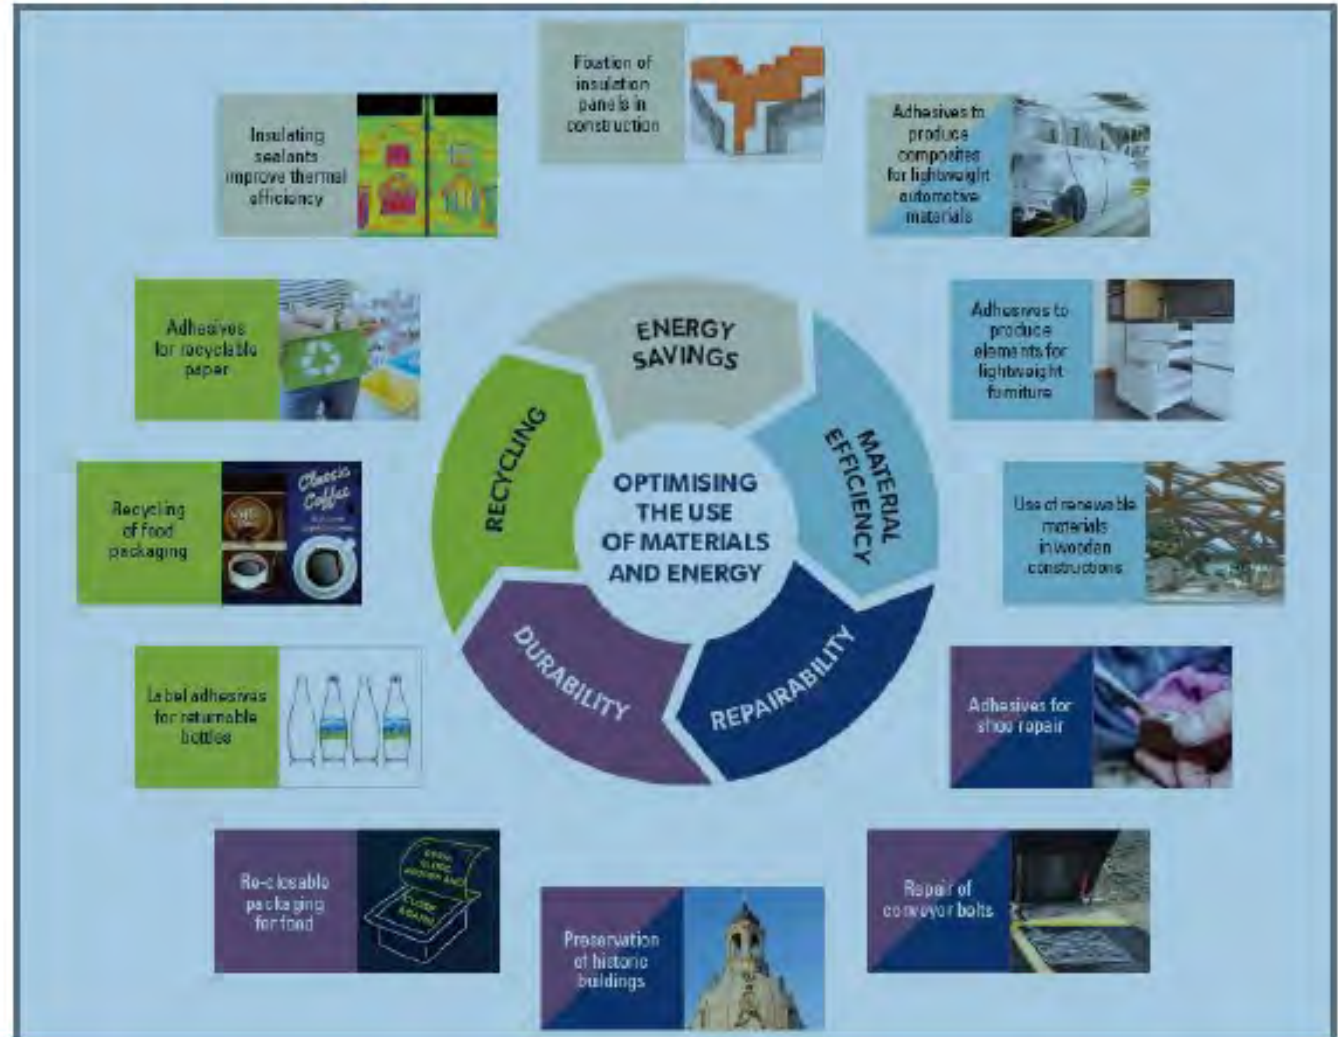 Fixation of
insulation
panels in
construction
Insulating
sealants
improve thermal
efficiency
Adhesives to
produce
composites
for lightweight
automotive
materials
Adhesives
for recyclable
paper
Adhesives to
produce
elements for
lightweight
furniture
ENERGY
SAVINGS
MATERIAL
EFFICIENCY
RECYCLING
OPTIMISING
THE USE
OF MATERIALS
AND ENERGY
DURABILITY
REPAIRABILITY
Recycling
of food
packaging
Classic
Coffee
Use of renewable
materials
in wooden
constructions
Label adhesives
for returnable
bottles
Adhesives for
shoe repair
Re-closable
packaging
for food
CLOSE
AGAIN
Preservation
of historic
buildings
Repair of
conveyor belts